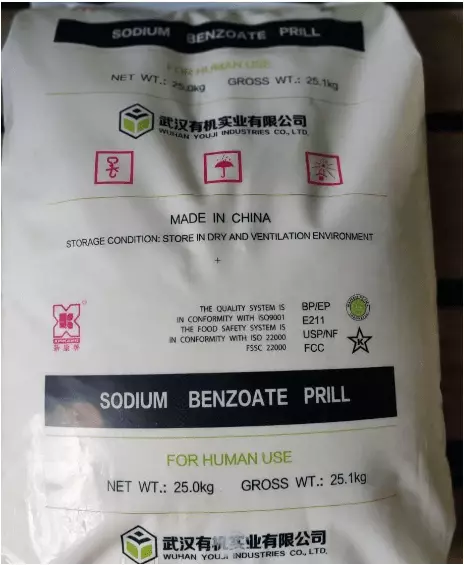 SODIUM BENZOATE PRILL
FOR HUMAN USE
NET WT.: 25.0kg GROSS WT.: 25.1kg
武汉有机实业有限公司
WUHAN YOUJI INDUSTRIES CO., LTD.
MADE IN CHINA
STORAGE CONDITION: STORE IN DRY AND VENTILATION ENVIRONMENT
THE QUALITY SYSTEM IS
IN CONFORMITY WITH ISO9001
THE FOOD SAFETY SYSTEM IS
IN CONFORMITY WITH ISO 22000
FSSC 22000
BP/EP
E211
USP/NF
FCC
K
SODIUM BENZOATE PRILL
FOR HUMAN USE
NET WT.: 25.0kg GROSS WT.: 25.1kg
武汉有机实业有限公司
WUHAN YOUJI INDUSTRIES CO., LTD.